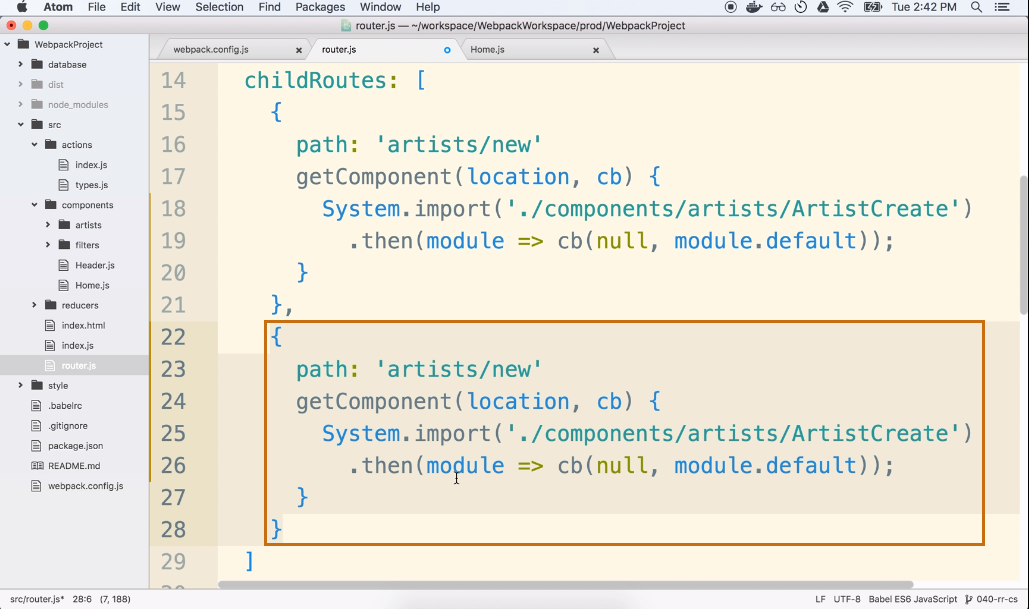 Atom File Edit View Selection Find Packages Window Help Tue 2:42 PM
router.js — ~/workspace/WebpackWorkspace/prod/WebpackProject
WebpackProject
database
dist
node_modules
src
actions
index.js
types.js
components
artists
filters
Header.js
Home.js
reducers
index.html
index.js
router.js
style
.babelrc
.gitignore
package.json
README.md
webpack.config.js
webpack.config.js router.js Home.js
14 childRoutes: [
15 {
16 path: 'artists/new'
17 getComponent(location, cb) {
18 System.import('./components/artists/ArtistCreate')
19 .then(module => cb(null, module.default));
20 }
21 },
22 {
23 path: 'artists/new'
24 getComponent(location, cb) {
25 System.import('./components/artists/ArtistCreate')
26 .then(module => cb(null, module.default));
27 }
28 }
29 ]
src/router.js* 28:6 (7, 188) LF UTF-8 Babel ES6 JavaScript 040-rr-cs